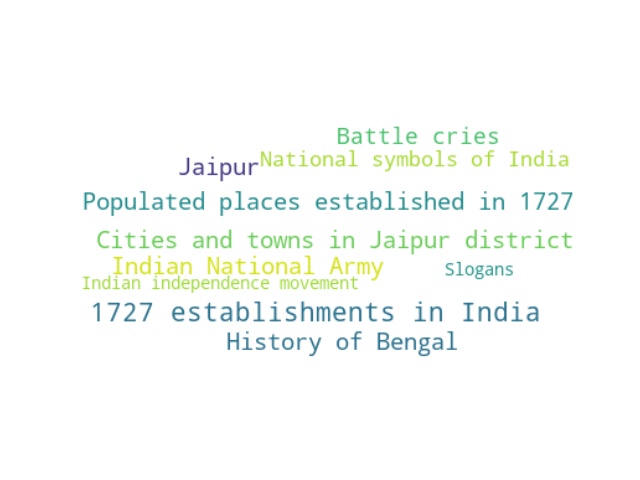 Battle cries
National symbols of India
Jaipur
Populated places established in 1727
Cities and towns in Jaipur district
Indian National Army
Slogans
Indian independence movement
1727 establishments in India
History of Bengal